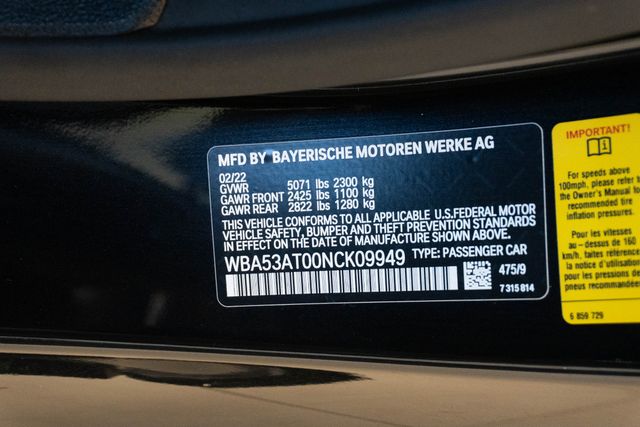 MFD BY BAYERISCHE MOTOREN WERKE AG
02/22
GVWR 5071 lbs 2300 kg
GAWR FRONT 2425 lbs 1100 kg
GAWR REAR 2822 lbs 1280 kg
THIS VEHICLE CONFORMS TO ALL APPLICABLE U.S.FEDERAL MOTOR
VEHICLE SAFETY, BUMPER AND THEFT PREVENTION STANDARDS
IN EFFECT ON THE DATE OF MANUFACTURE SHOWN ABOVE.
WBA53AT00NCK09949 TYPE: PASSENGER CAR
475/9
7315814
IMPORTANT!
For speeds above
100mph, please refer
the Owner's Manual for
recommended tire
inflation pressures.
Pour les vitesses
au - dessus de 160
km/h, faites référence
la notice d'utilisation
pour les pressions de
pneus recommandées
6 859 729